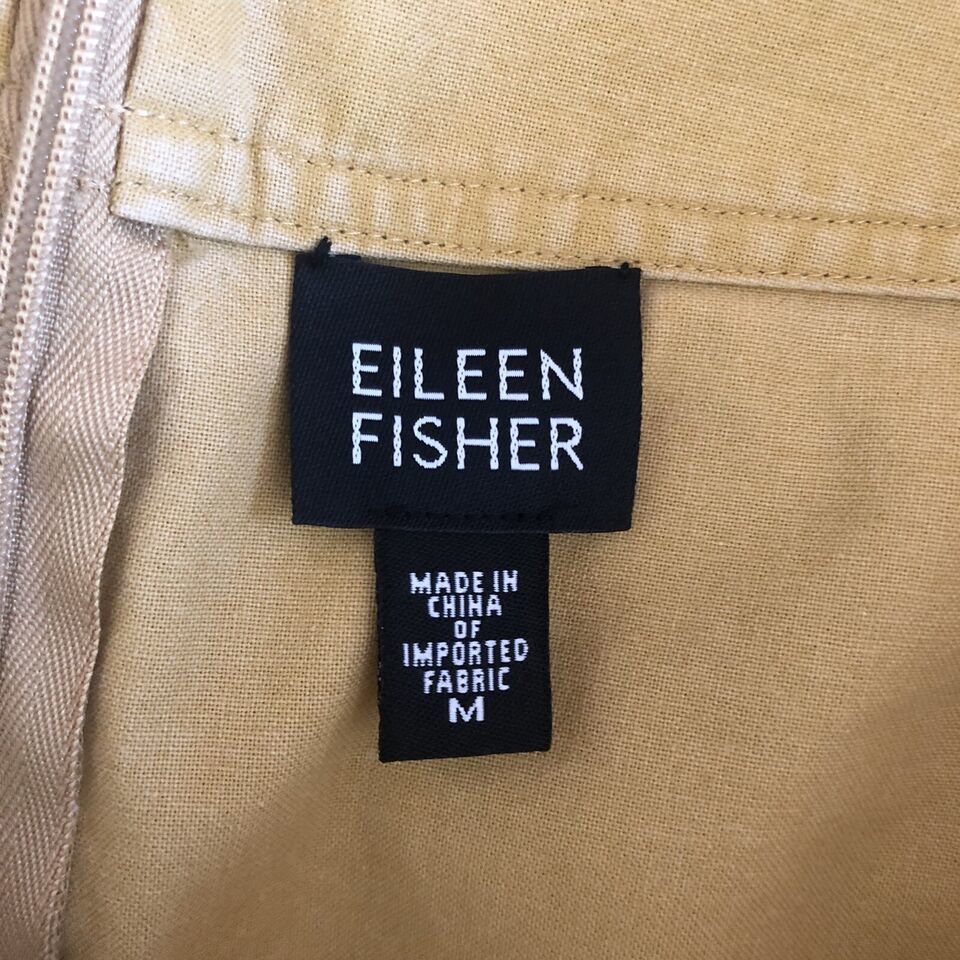 EILEEN
FISHER
MADE IN
CHINA
OF
IMPORTED
FABRIC
M